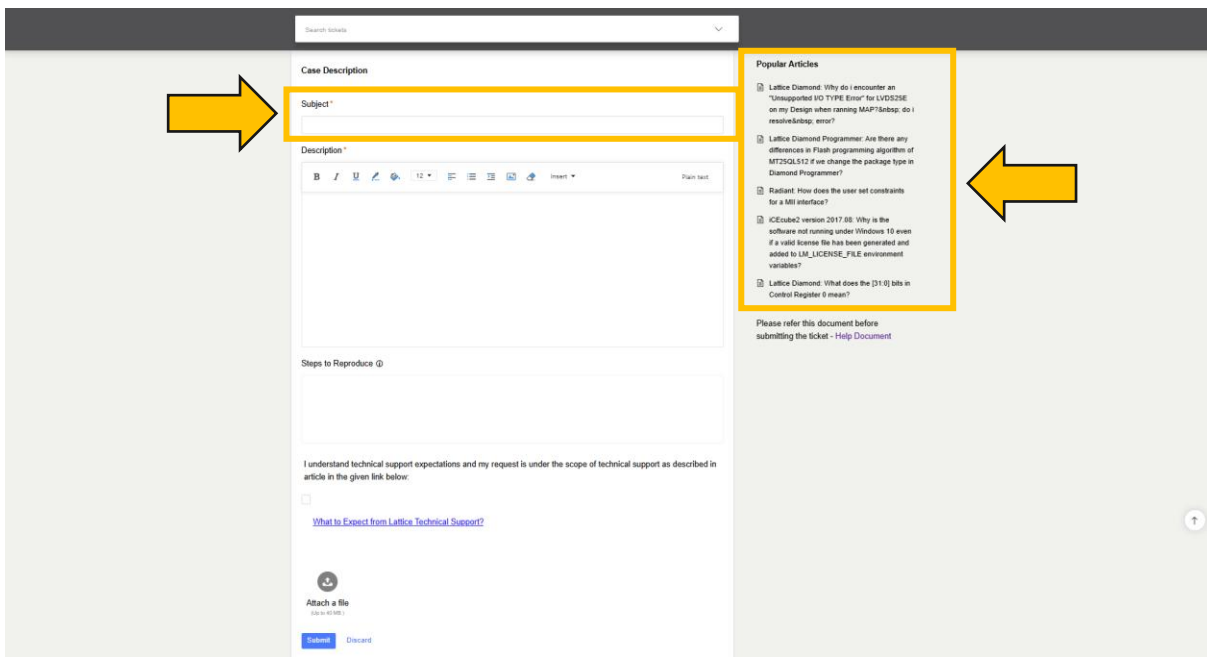 Search tickets
Case Description
Subject *
Description *
B I U 12 Insert Plain text
Steps to Reproduce
I understand technical support expectations and my request is under the scope of technical support as described in
article in the given link below:
What to Expect from Lattice Technical Support?
Attach a file
(Up to 40 MB )
Submit Discard
Popular Articles
Lattice Diamond: Why do i encounter an
"Unsupported I/O TYPE Error" for LVDS25E
on my Design when ranning MAP?&nbsp; do i
resolve&nbsp; error?
Lattice Diamond Programmer: Are there any
differences in Flash programming algorithm of
MT25QL512 if we change the package type in
Diamond Programmer?
Radiant: How does the user set constraints
for a MII interface?
iCEcube2 version 2017.08: Why is the
software not running under Windows 10 even
if a valid license file has been generated and
added to LM_LICENSE_FILE environment
variables?
Lattice Diamond: What does the [31:0] bits in
Control Register 0 mean?
Please refer this document before
submitting the ticket - Help Document